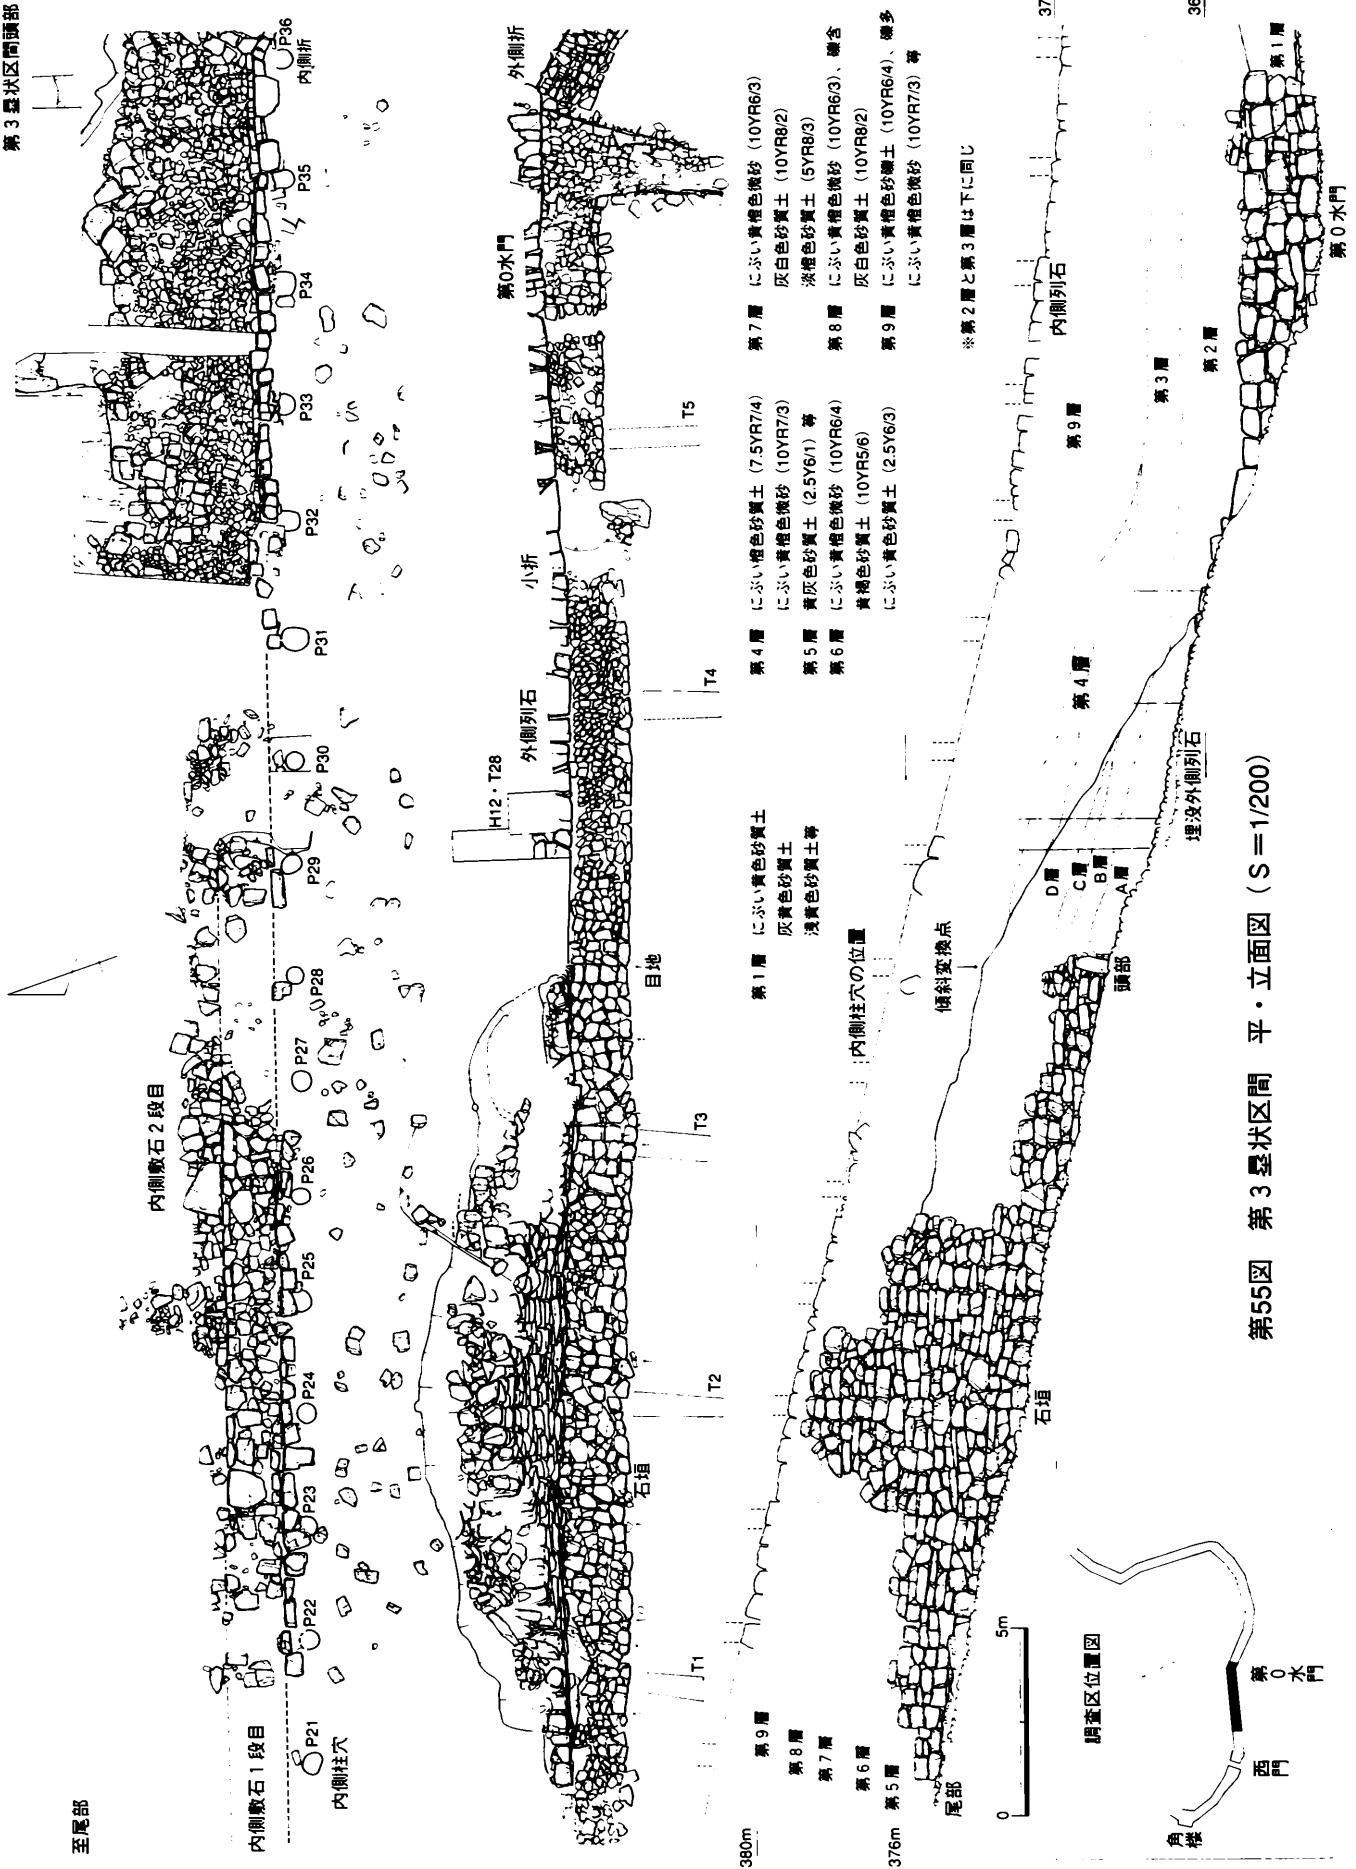 第3塁状区間頭部
至尾部
内側敷石1段目
内側敷石2段目
内側柱穴
P21
P22
P23
P24
P25
P26
P27
P28
P29
P30
P31
P32
P33
P34
P35
P36
内側折
石垣
目地
H12・T28
外側列石
小折
第0水門
外側折
T1
T2
T3
T4
T5
第1層 にぶい黄色砂質土
灰黄色砂質土
浅黄色砂質土等
第4層 にぶい橙色砂質土 (7.5YR7/4)
にぶい黄橙色微砂 (10YR7/3)
第5層 黄灰色砂質土 (2.5Y6/1) 等
第6層 にぶい黄橙色微砂 (10YR6/4)
黄褐色砂質土 (10YR5/6)
にぶい黄色砂質土 (2.5Y6/3)
第7層 にぶい黄橙色微砂 (10YR6/3)
灰白色砂質土 (10YR8/2)
淡橙色砂質土 (5YR8/3)
第8層 にぶい黄橙色微砂 (10YR6/3)、礫含
灰白色砂質土 (10YR8/2)
第9層 にぶい黄橙色砂礫土 (10YR6/4)、礫多
にぶい黄橙色微砂 (10YR7/3) 等
※第2層と第3層は下に同じ
380m
376m
第9層
第8層
第7層
第6層
第5層
尾部
石垣
内側柱穴の位置
傾斜変換点
頭部
D層
C層
B層
A層
埋没外側列石
第4層
第9層
第3層
第2層
第1層
内側列石
第0水門
37
36
0
5m
調査区位置図
角楼
西門
第0水門
第55図 第3塁状区間 平・立面図 (S=1/200)